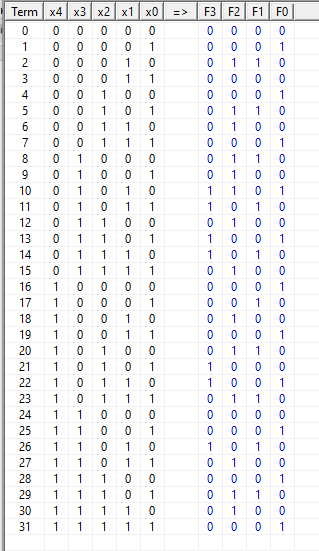 Term x4 x3 x2 x1 x0 => F3 F2 F1 F0
0 0 0 0 0 0 0 0 0 0
1 0 0 0 0 1 0 0 0 1
2 0 0 0 1 0 0 1 1 0
3 0 0 0 1 1 0 1 0 0
4 0 0 1 0 0 0 0 0 1
5 0 0 1 0 1 0 1 1 0
6 0 0 1 1 0 0 1 0 0
7 0 0 1 1 1 0 0 0 1
8 0 1 0 0 0 0 1 1 0
9 0 1 0 0 1 0 1 0 0
10 0 1 0 1 0 1 1 0 1
11 0 1 0 1 1 1 0 1 0
12 0 1 1 0 0 0 1 0 0
13 0 1 1 0 1 1 0 0 1
14 0 1 1 1 0 1 0 1 0
15 0 1 1 1 1 0 1 0 0
16 1 0 0 0 0 0 0 0 1
17 1 0 0 0 1 0 0 1 0
18 1 0 0 1 0 0 1 0 0
19 1 0 0 1 1 0 0 0 1
20 1 0 1 0 0 0 1 1 0
21 1 0 1 0 1 1 0 0 0
22 1 0 1 1 0 1 1 0 1
23 1 0 1 1 1 0 1 1 0
24 1 1 0 0 0 0 0 0 0
25 1 1 0 0 1 0 0 0 1
26 1 1 0 1 0 1 0 1 0
27 1 1 0 1 1 0 1 0 0
28 1 1 1 0 0 0 0 0 1
29 1 1 1 0 1 0 1 1 0
30 1 1 1 1 0 0 1 0 0
31 1 1 1 1 1 0 0 0 1